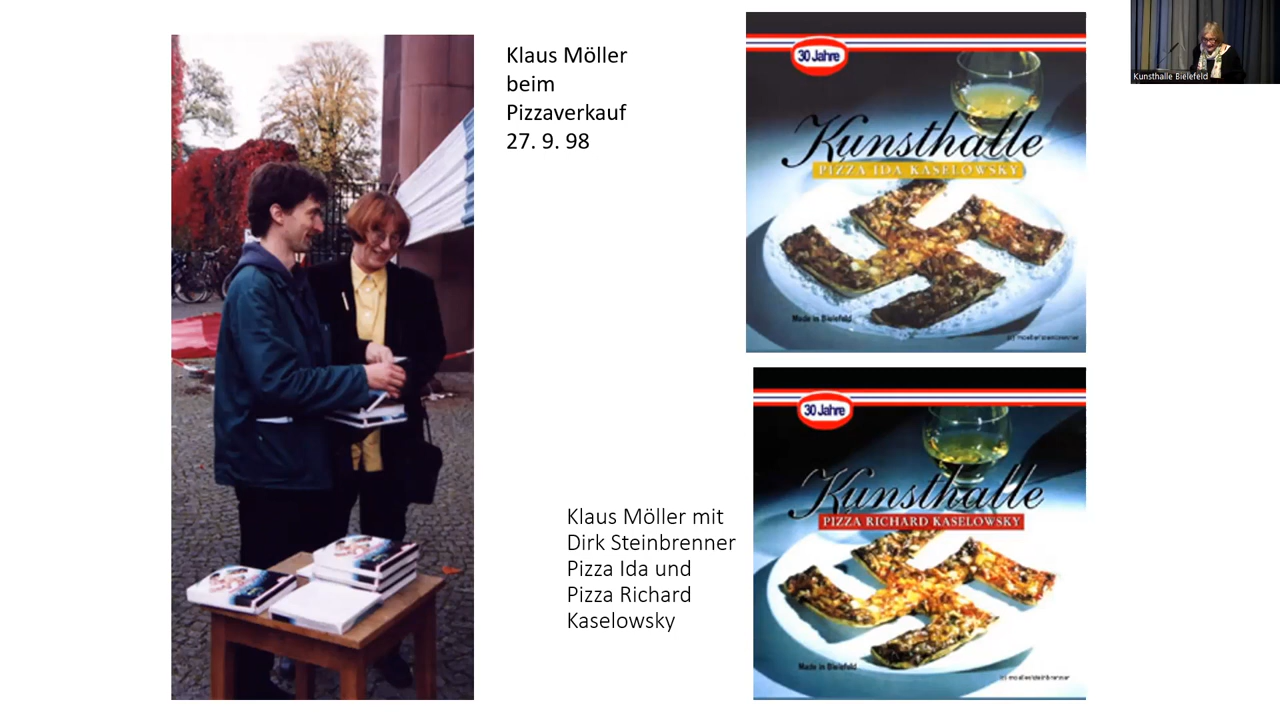 Klaus Möller
beim
Pizzaverkauf
27. 9. 98
30 Jahre
Kunsthalle
PIZZA IDA KASELOWSKY
Made in Bielefeld
Kunsthalle Bielefeld
30 Jahre
Kunsthalle
PIZZA RICHARD KASELOWSKY
Made in Bielefeld
Klaus Möller mit
Dirk Steinbrenner
Pizza Ida und
Pizza Richard
Kaselowsky